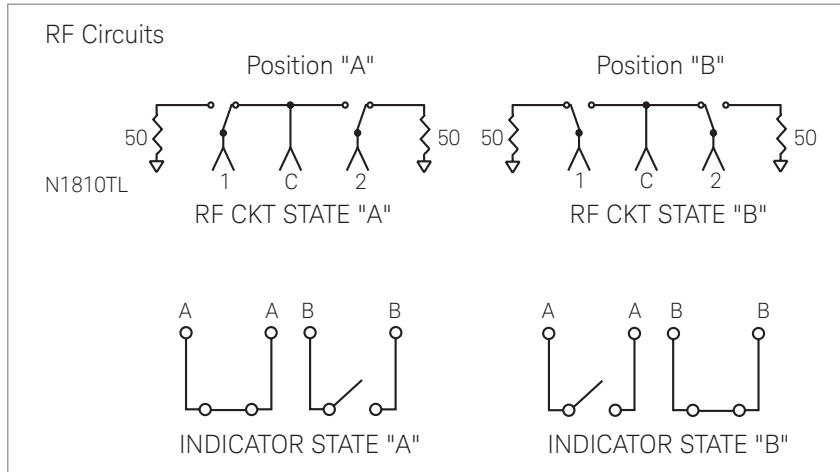 RF Circuits
Position "A"
Position "B"
50
50
50
50
N1810TL
1
C
2
1
C
2
RF CKT STATE "A"
RF CKT STATE "B"
A
A
B
B
A
A
B
B
INDICATOR STATE "A"
INDICATOR STATE "B"